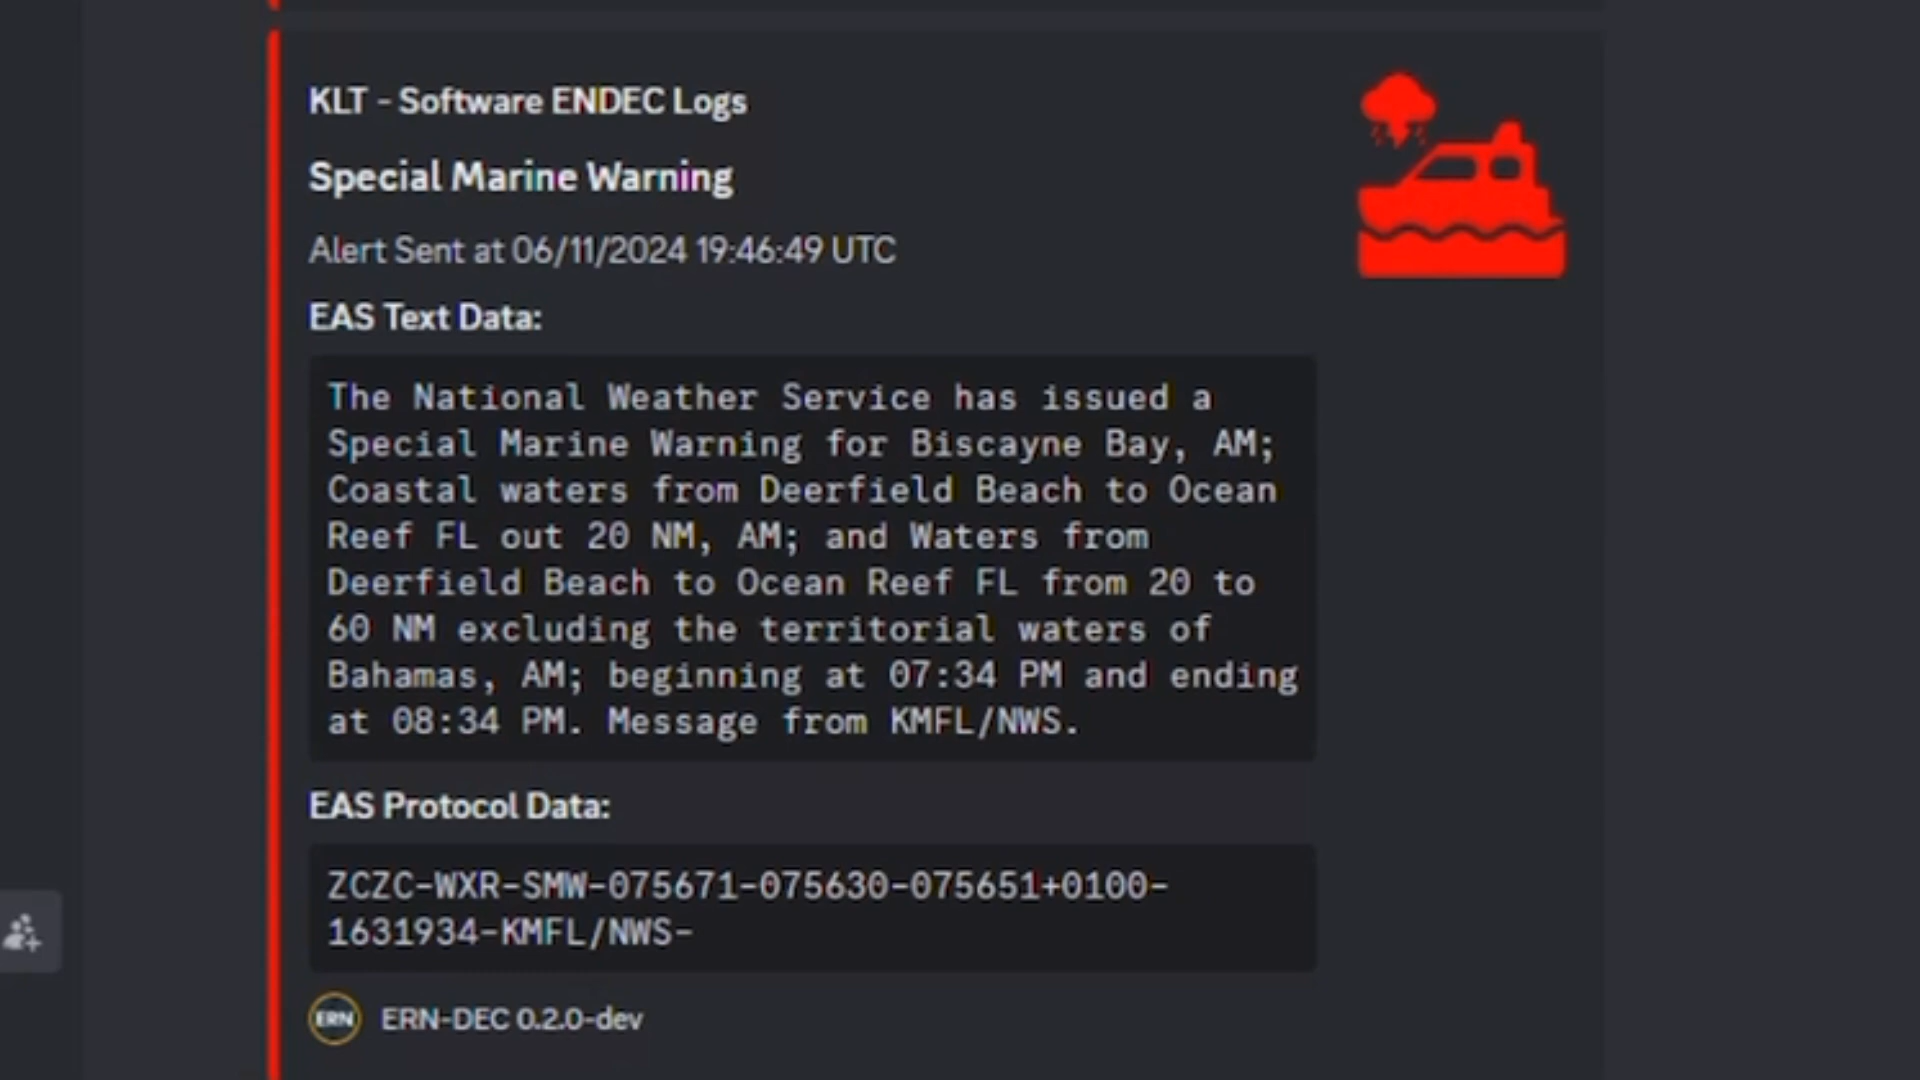 KLT - Software ENDEC Logs
Special Marine Warning
Alert Sent at 06/11/2024 19:46:49 UTC
EAS Text Data:
The National Weather Service has issued a
Special Marine Warning for Biscayne Bay, AM;
Coastal waters from Deerfield Beach to Ocean
Reef FL out 20 NM, AM; and Waters from
Deerfield Beach to Ocean Reef FL from 20 to
60 NM excluding the territorial waters of
Bahamas, AM; beginning at 07:34 PM and ending
at 08:34 PM. Message from KMFL/NWS.
EAS Protocol Data:
ZCZC-WXR-SMW-075671-075630-075651+0100-
1631934-KMFL/NWS-
ERN ERN-DEC 0.2.0-dev